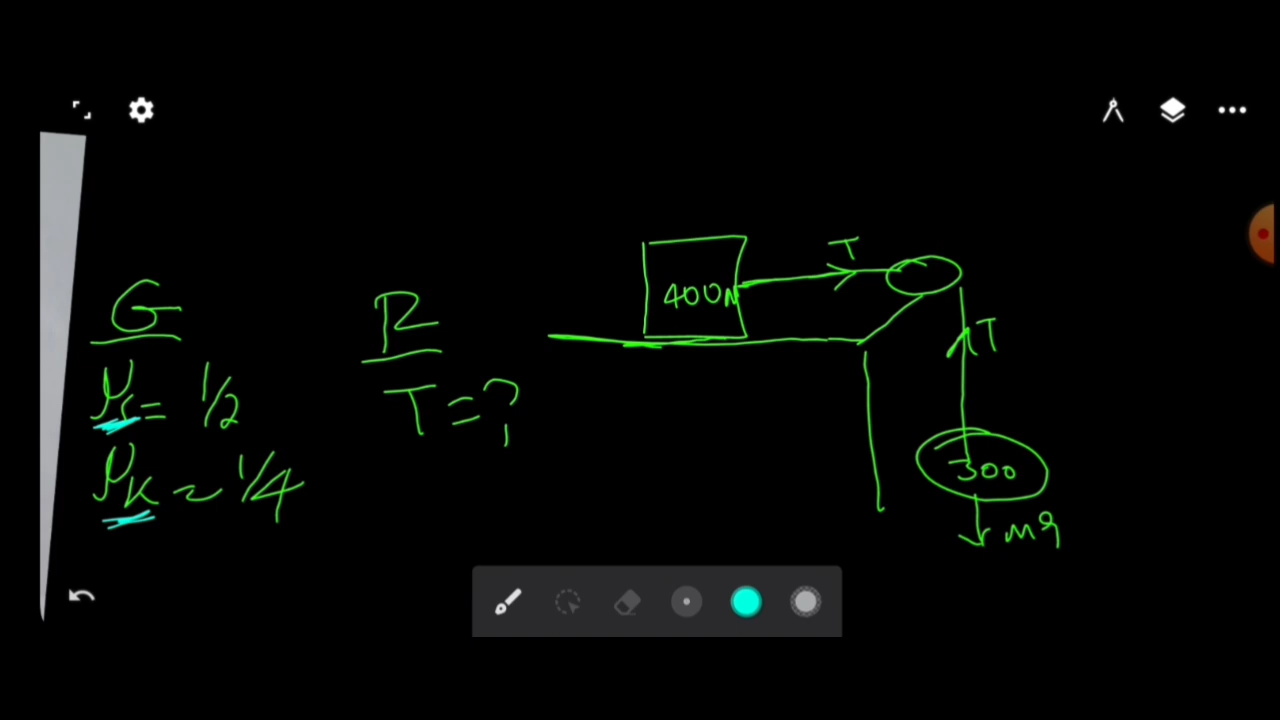 G
μs = 1/2
μk = 1/4
R
T = ?
400N
T
T
300
mg